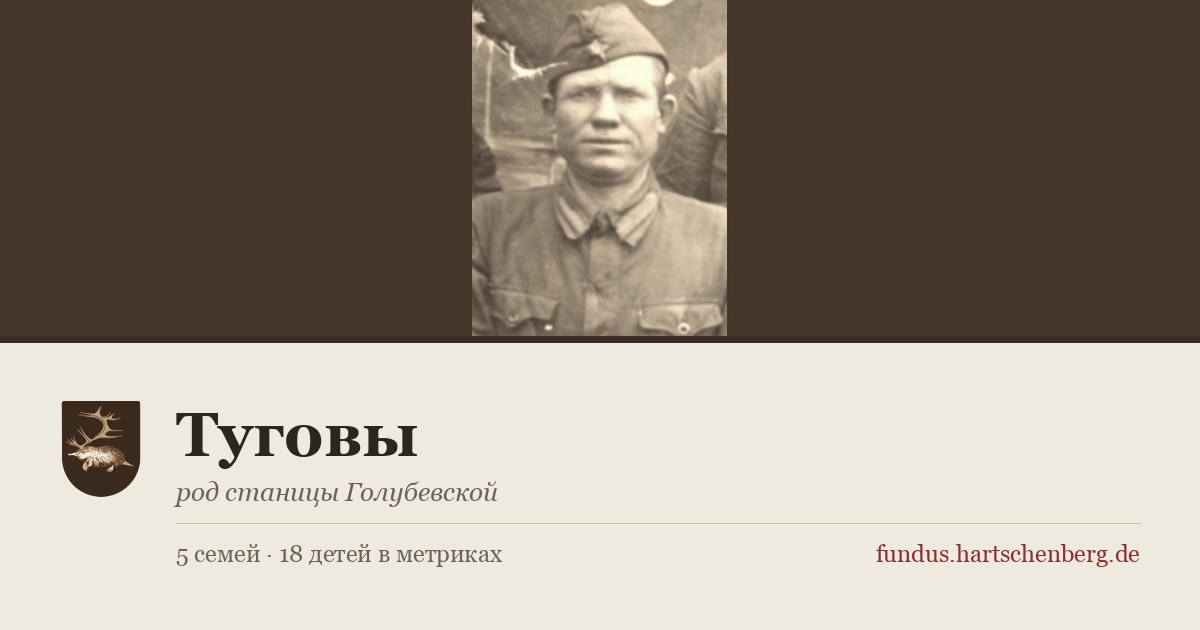 Туговы
род станицы Голубевской
5 семей · 18 детей в метриках
fundus.hartschenberg.de